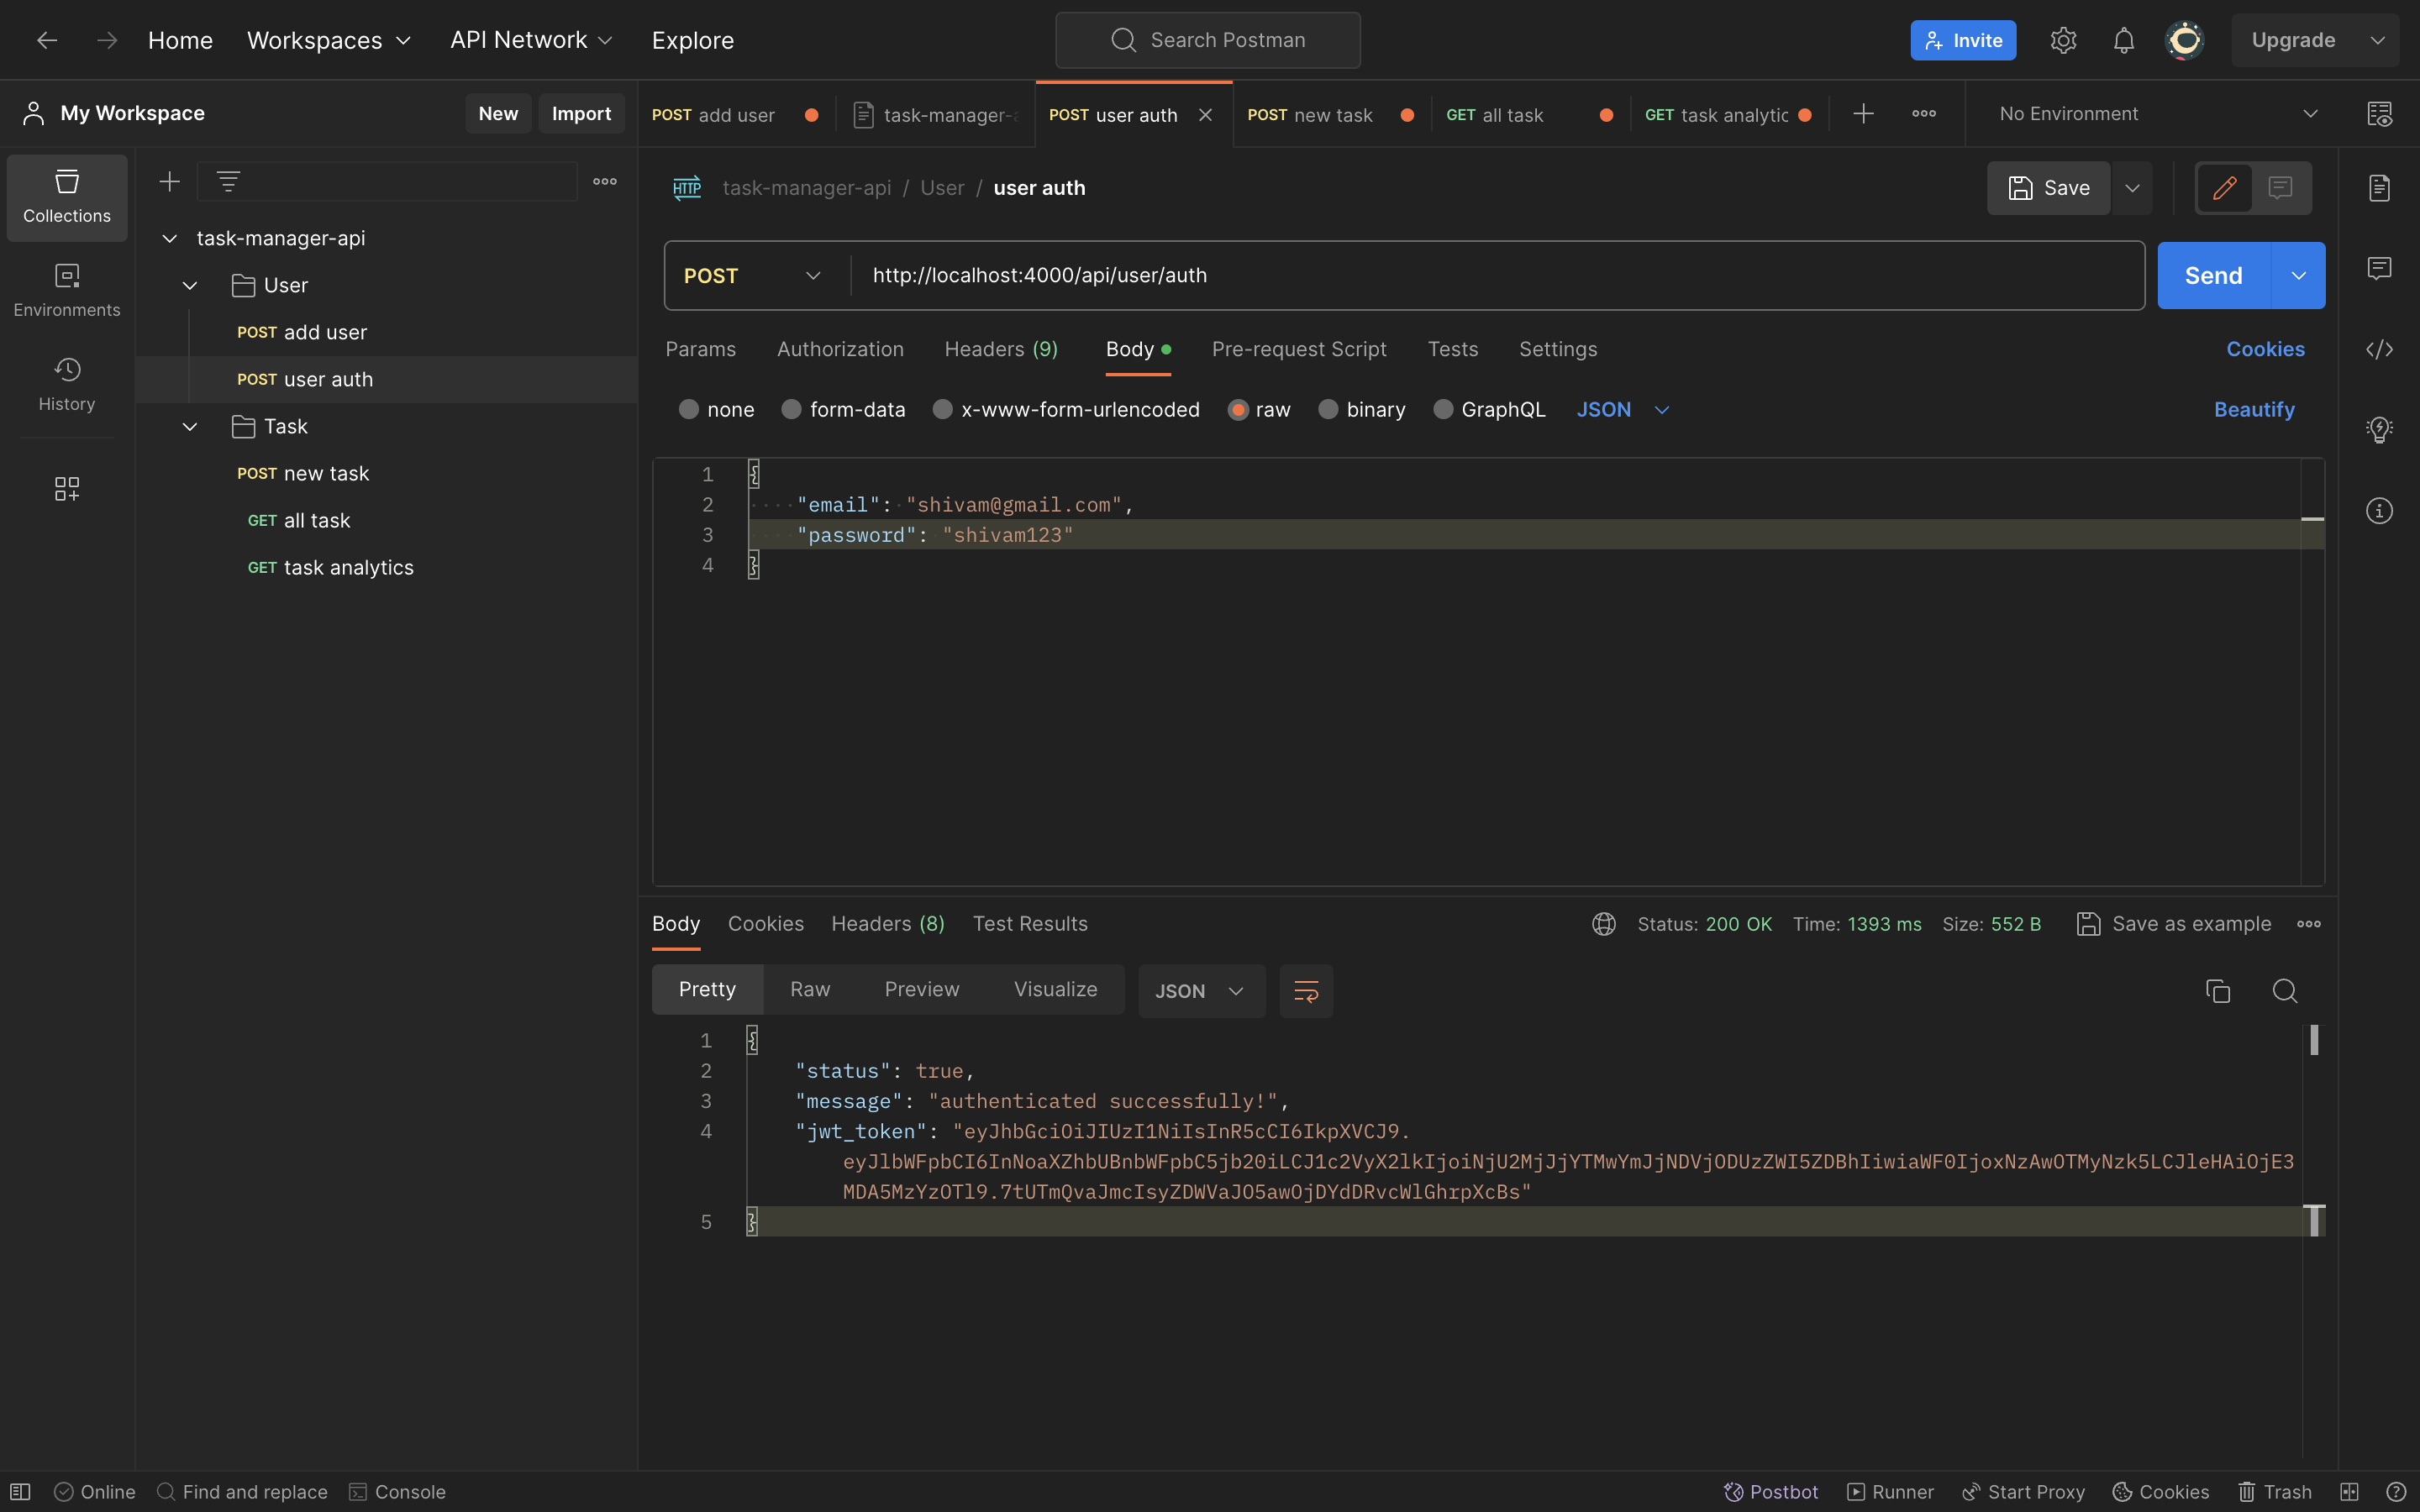 Home Workspaces API Network Explore Search Postman Invite Upgrade
My Workspace New Import
POST add user task-manager-a POST user auth POST new task GET all task GET task analytic No Environment
Collections
Environments
History
task-manager-api
User
POST add user
POST user auth
Task
POST new task
GET all task
GET task analytics
HTTP task-manager-api / User / user auth Save
POST http://localhost:4000/api/user/auth Send
Params Authorization Headers (9) Body Pre-request Script Tests Settings Cookies
none form-data x-www-form-urlencoded raw binary GraphQL JSON Beautify
1 {
2 "email": "shivam@gmail.com",
3 "password": "shivam123"
4 }
Body Cookies Headers (8) Test Results Status: 200 OK Time: 1393 ms Size: 552 B Save as example
Pretty Raw Preview Visualize JSON
1 {
2 "status": true,
3 "message": "authenticated successfully!",
4 "jwt_token": "eyJhbGciOiJIUzI1NiIsInR5cCI6IkpXVCJ9.
eyJlbWFpbCI6InNoaXZhbUBnbWFpbC5jb20iLCJ1c2VyX2lkIjoiNjU2MjJjYTMwYmJjNDVjODUzZWI5ZDBhIiwiaWF0IjoxNzAwOTMyNzk5LCJleHAiOjE3
MDA5MzYzOTl9.7tUTmQvaJmcIsyZDWVaJO5awOjDYdDRvcWlGhrpXcBs"
5 }
Online Find and replace Console Postbot Runner Start Proxy Cookies Trash